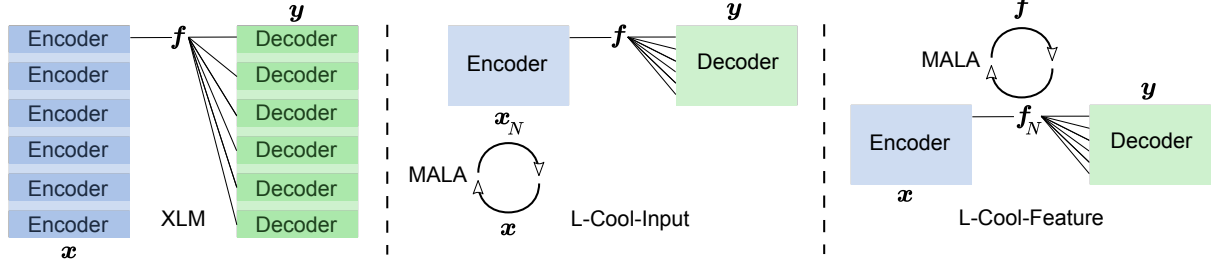 y
Encoder f Decoder
Encoder Decoder
Encoder Decoder
Encoder Decoder
Encoder Decoder
Encoder XLM Decoder
x
y
Encoder f Decoder
x_N
MALA
x
L-Cool-Input
f
MALA
y
Encoder f_N Decoder
x
L-Cool-Feature